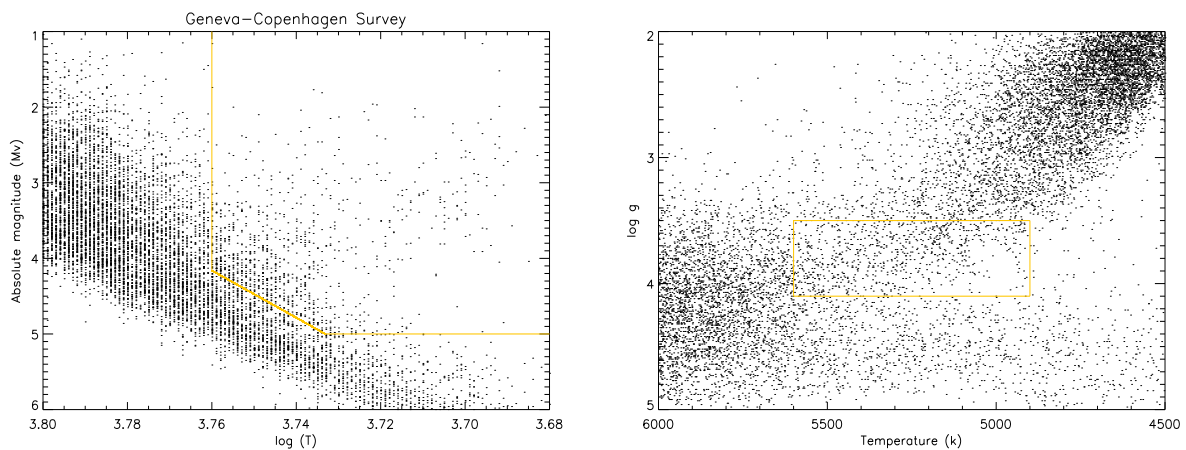 Geneva-Copenhagen Survey
Absolute magnitude (Mv)
1
2
3
4
5
6
3.80 3.78 3.76 3.74 3.72 3.70 3.68
log (T)
log g
2
3
4
5
6000 5500 5000 4500
Temperature (k)